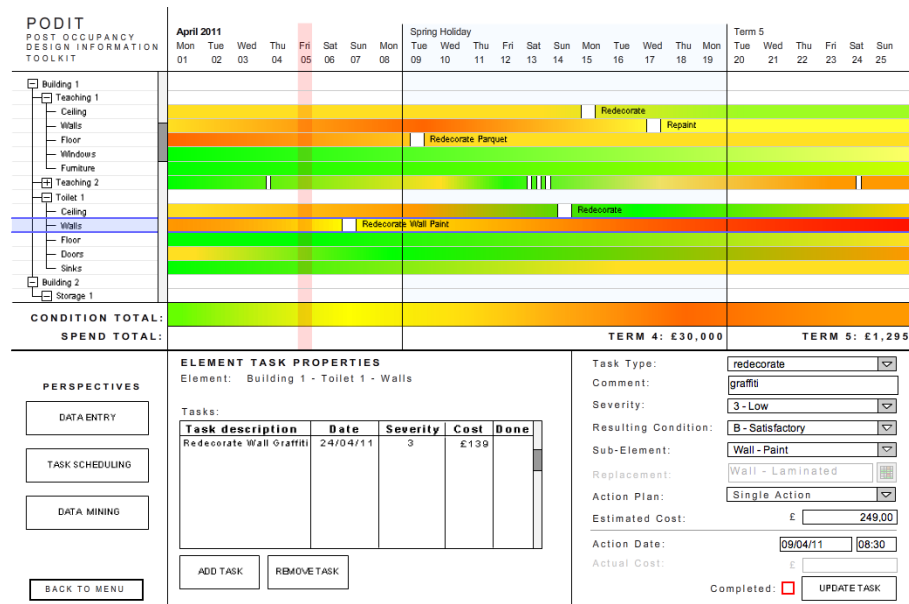 PODIT
POST OCCUPANCY
DESIGN INFORMATION
TOOLKIT
April 2011
Spring Holiday
Term 5
Mon Tue Wed Thu Fri Sat Sun Mon Tue Wed Thu Fri Sat Sun Mon Tue Wed Thu Mon Tue Wed Thu Fri Sat Sun
01 02 03 04 05 06 07 08 09 10 11 12 13 14 15 16 17 18 19 20 21 22 23 24 25
Building 1
Teaching 1
Ceiling
Redecorate
Walls
Repaint
Floor
Redecorate Parquet
Windows
Furniture
Teaching 2
Toilet 1
Ceiling
Redecorate
Walls
Redecorate Wall Paint
Floor
Doors
Sinks
Building 2
Storage 1
CONDITION TOTAL:
SPEND TOTAL:
TERM 4: £30,000
TERM 5: £1,295
PERSPECTIVES
DATA ENTRY
TASK SCHEDULING
DATA MINING
BACK TO MENU
ELEMENT TASK PROPERTIES
Element: Building 1 - Toilet 1 - Walls
Tasks:
Task description Date Severity Cost Done
Redecorate Wall Graffiti 24/04/11 3 £139
ADD TASK
REMOVE TASK
Task Type: redecorate
Comment: graffiti
Severity: 3 - Low
Resulting Condition: B - Satisfactory
Sub-Element: Wall - Paint
Replacement: Wall - Laminated
Action Plan: Single Action
Estimated Cost: £ 249,00
Action Date: 09/04/11 08:30
Actual Cost: £
Completed:
UPDATE TASK